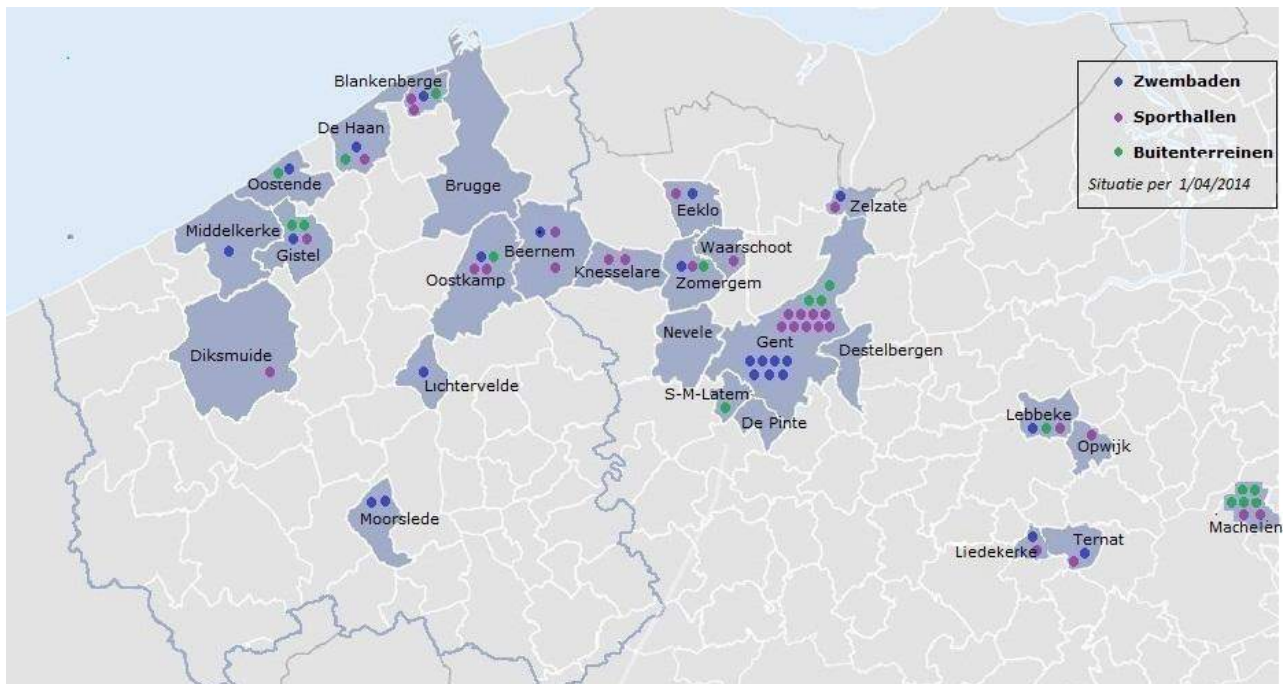 Blankenberge
De Haan
Oostende
Brugge
Middelkerke
Gistel
Oostkamp
Beernem
Knesselare
Eeklo
Waarschoot
Zomergem
Zelzate
Nevele
Gent
Destelbergen
S-M-Latem
De Pinte
Diksmuide
Lichtervelde
Moorslede
Lebbeke
Opwijk
Machelen
Liedekerke
Ternat
Zwembaden
Sporthallen
Buitenterreinen
Situatie per 1/04/2014